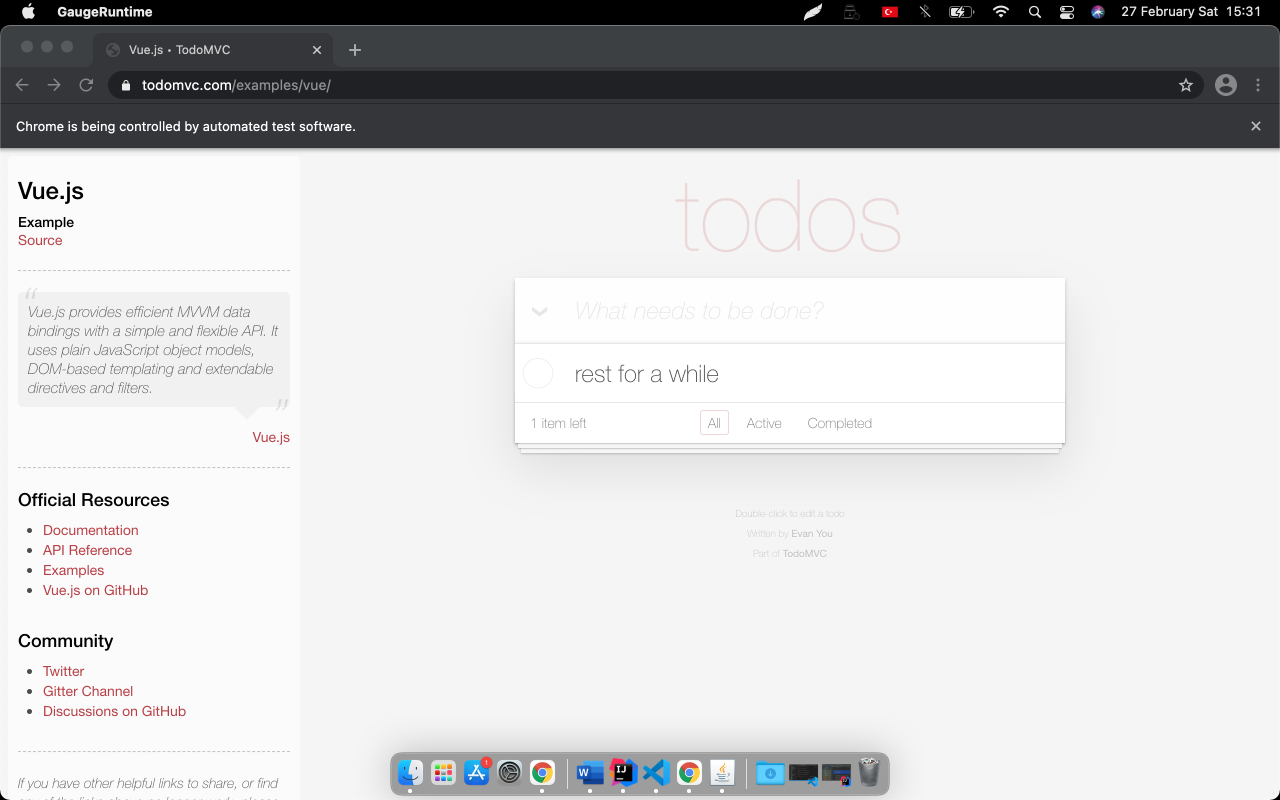 GaugeRuntime
27 February Sat 15:31
Vue.js • TodoMVC
todomvc.com/examples/vue/
Chrome is being controlled by automated test software.
Vue.js
Example
Source
“
Vue.js provides efficient MVVM data
bindings with a simple and flexible API. It
uses plain JavaScript object models,
DOM-based templating and extendable
directives and filters.
”
Vue.js
Official Resources
Documentation
API Reference
Examples
Vue.js on GitHub
Community
Twitter
Gitter Channel
Discussions on GitHub
If you have other helpful links to share, or find
todos
What needs to be done?
rest for a while
1 item left
All
Active
Completed
Double-click to edit a todo
Written by Evan You
Part of TodoMVC
1
W
IJ